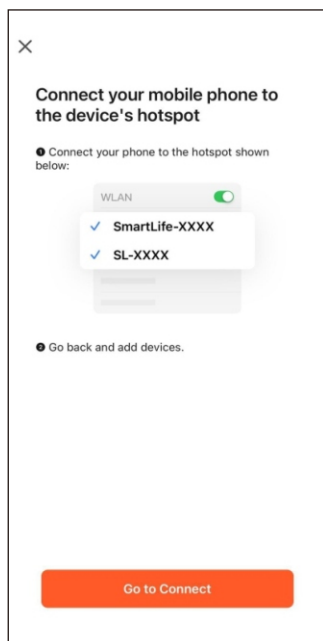 Connect your mobile phone to
the device's hotspot
❶ Connect your phone to the hotspot shown
below:
WLAN
SmartLife-XXXX
SL-XXXX
❷ Go back and add devices.
Go to Connect